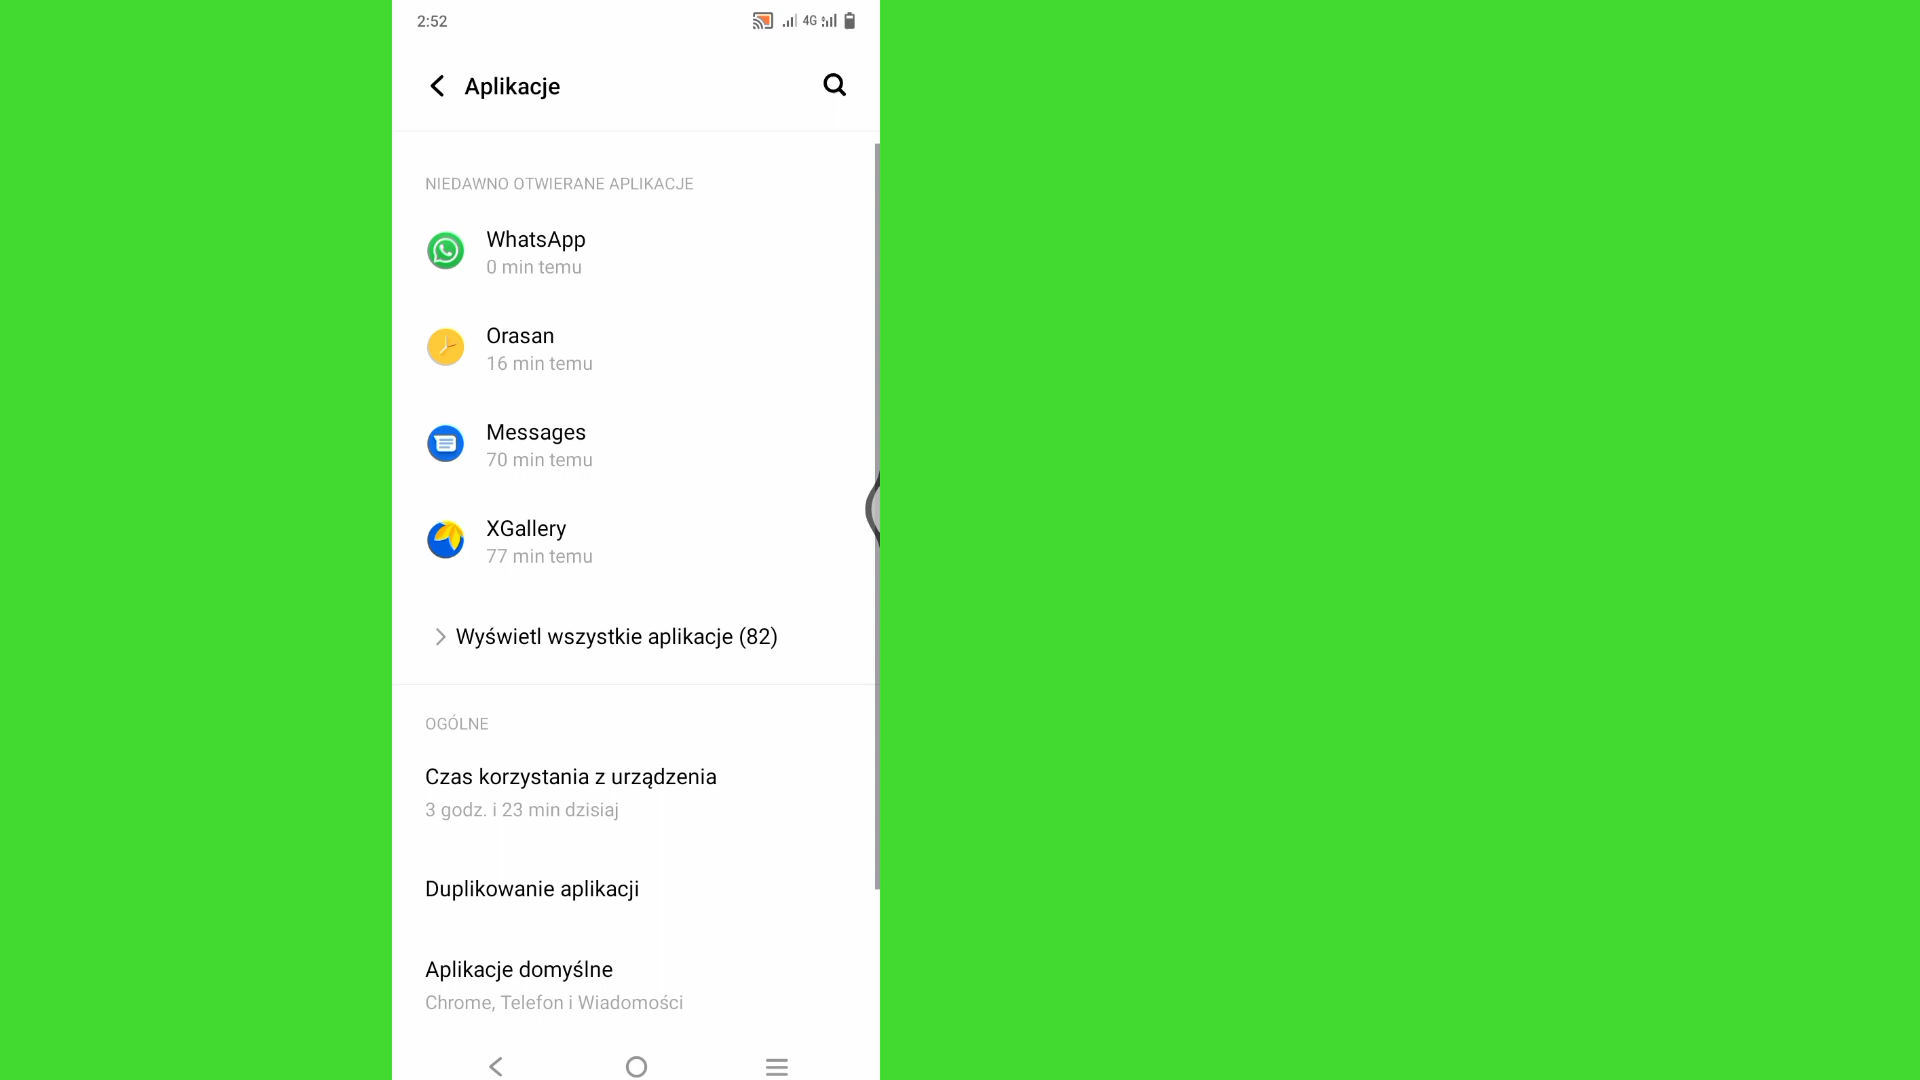 2:52
4G
Aplikacje
NIEDAWNO OTWIERANE APLIKACJE
WhatsApp
0 min temu
Orasan
16 min temu
Messages
70 min temu
XGallery
77 min temu
Wyświetl wszystkie aplikacje (82)
OGÓLNE
Czas korzystania z urządzenia
3 godz. i 23 min dzisiaj
Duplikowanie aplikacji
Aplikacje domyślne
Chrome, Telefon i Wiadomości